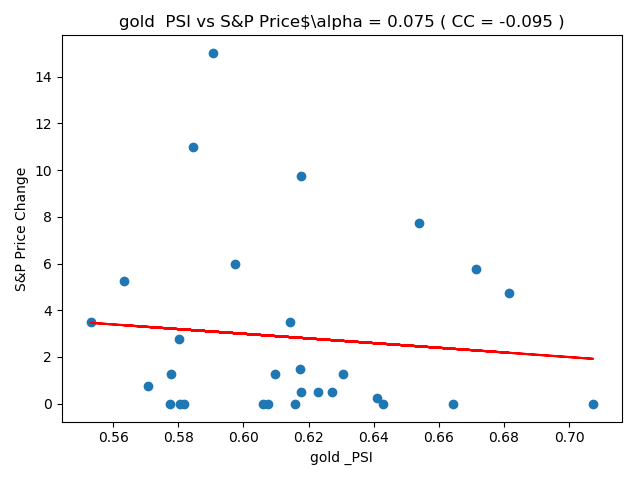 gold  PSI vs S&P Price$\alpha = 0.075 ( CC = -0.095 )
14
12
10
8
6
4
2
0
S&P Price Change
0.56 0.58 0.60 0.62 0.64 0.66 0.68 0.70
gold _PSI